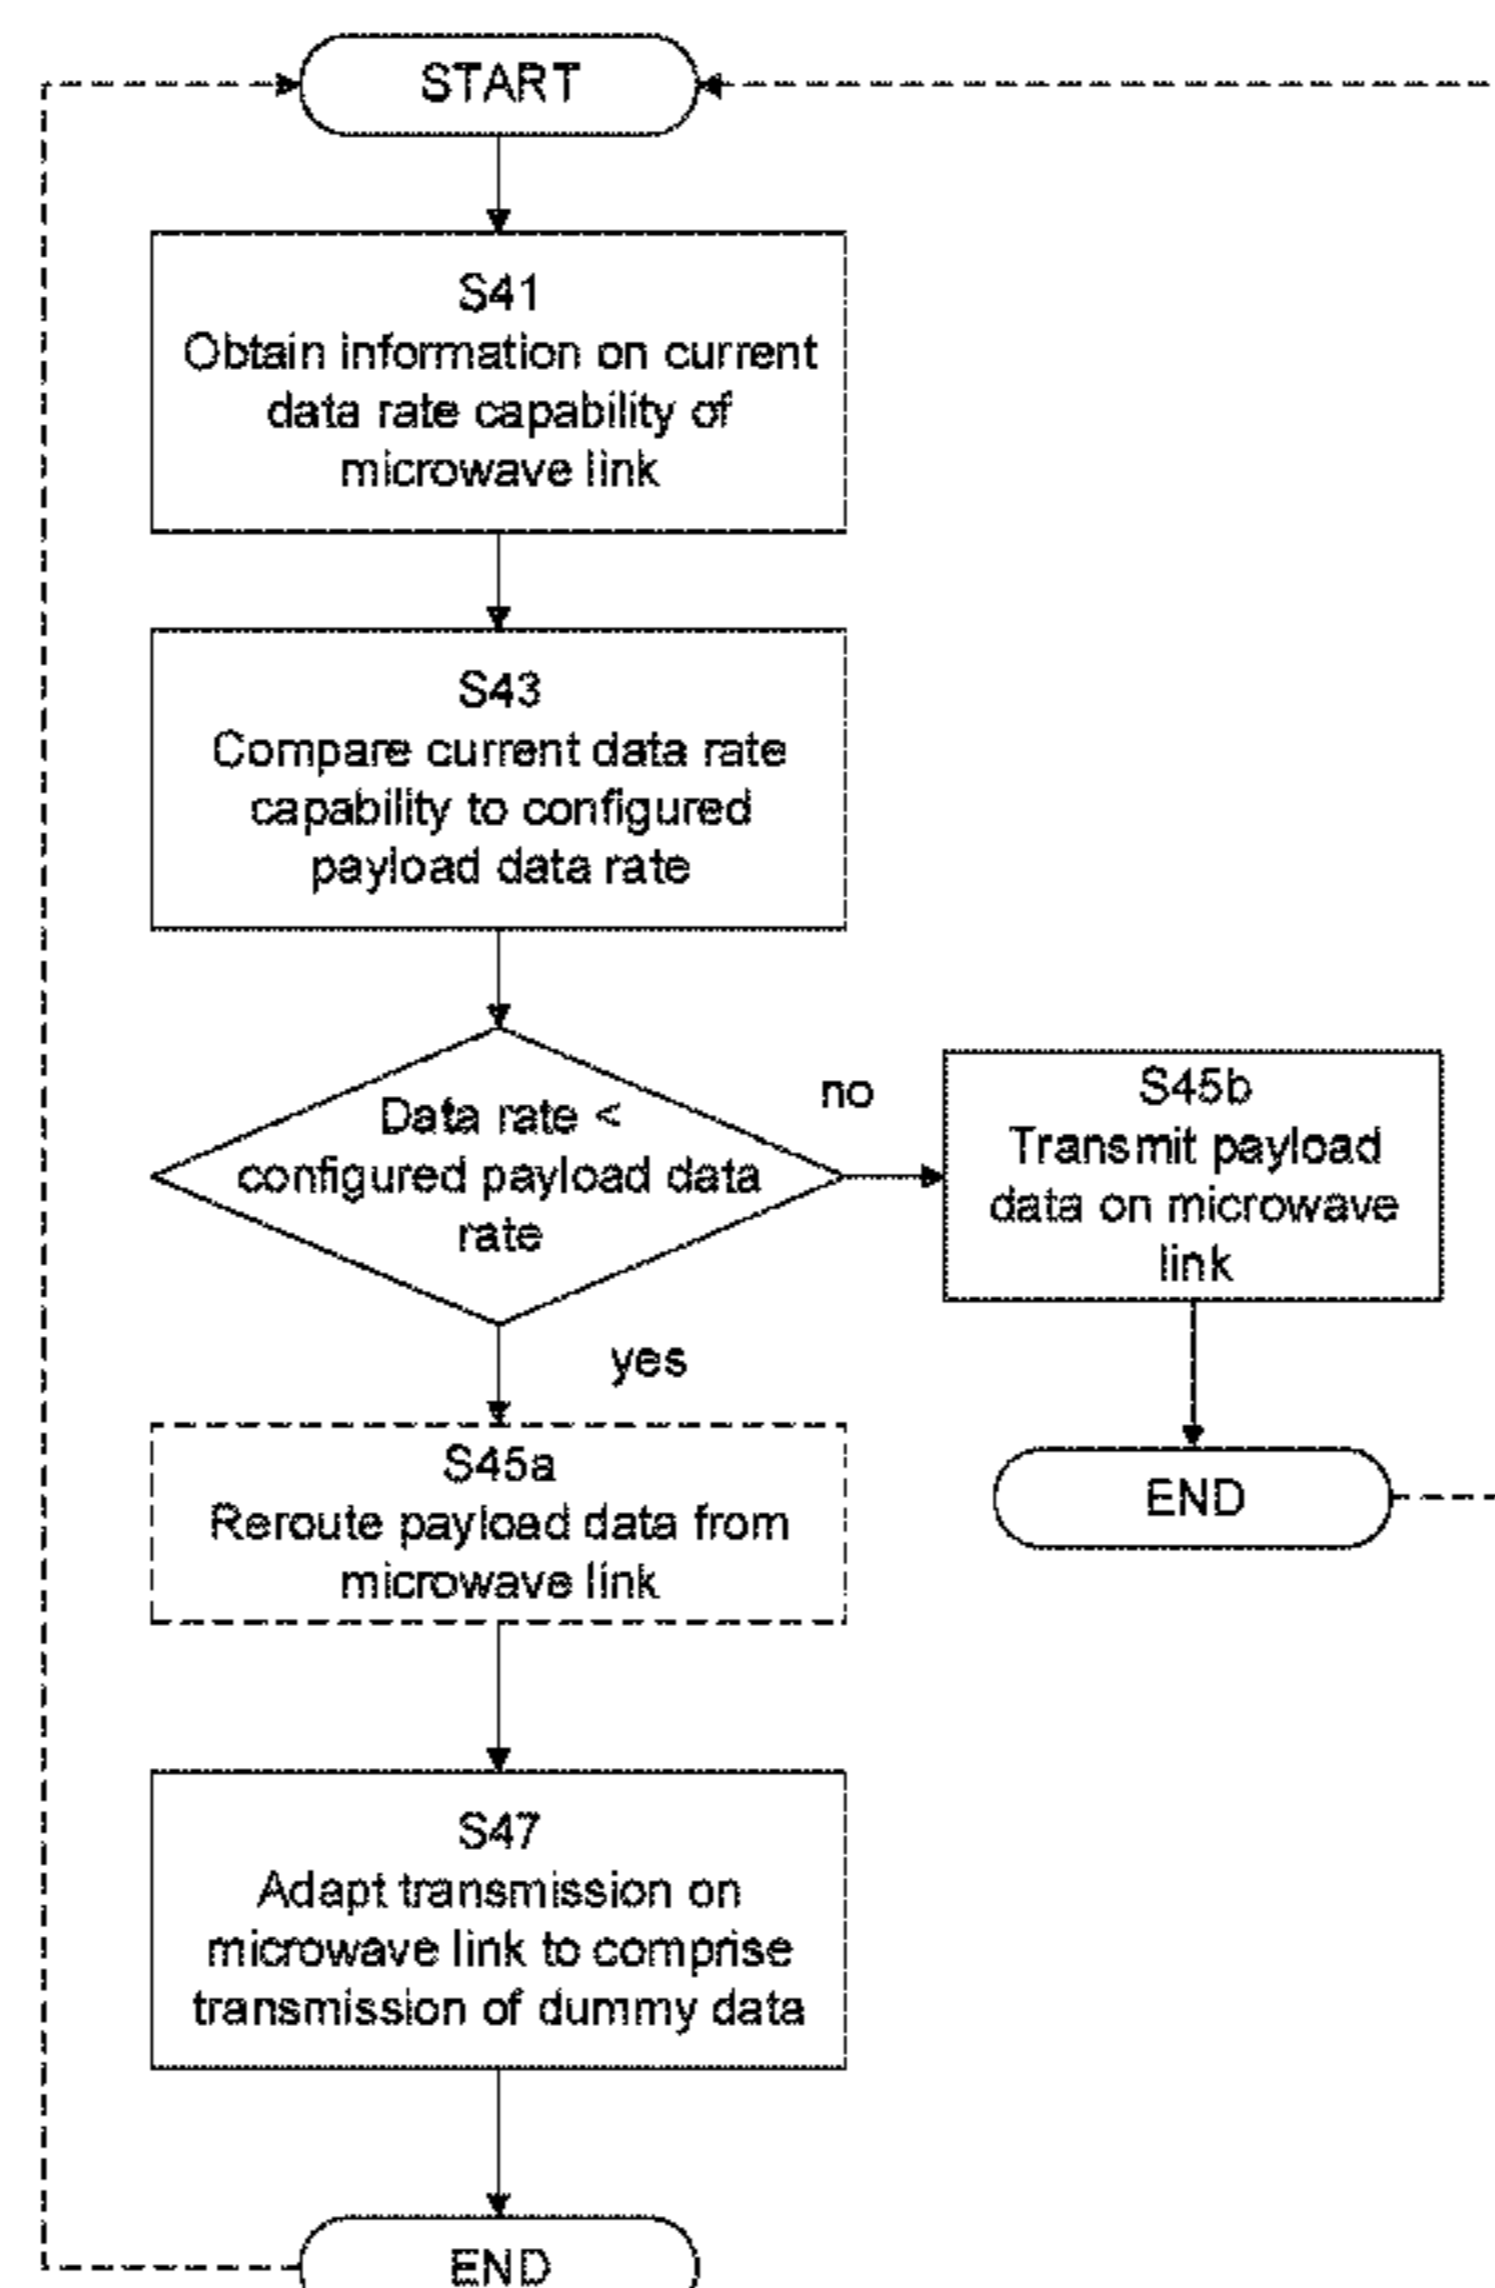 START
S41
Obtain information on current
data rate capability of
microwave link
S43
Compare current data rate
capability to configured
payload data rate
Data rate <
configured payload data
rate
no
S45b
Transmit payload
data on microwave
link
yes
END
S45a
Reroute payload data from
microwave link
S47
Adapt transmission on
microwave link to comprise
transmission of dummy data
END